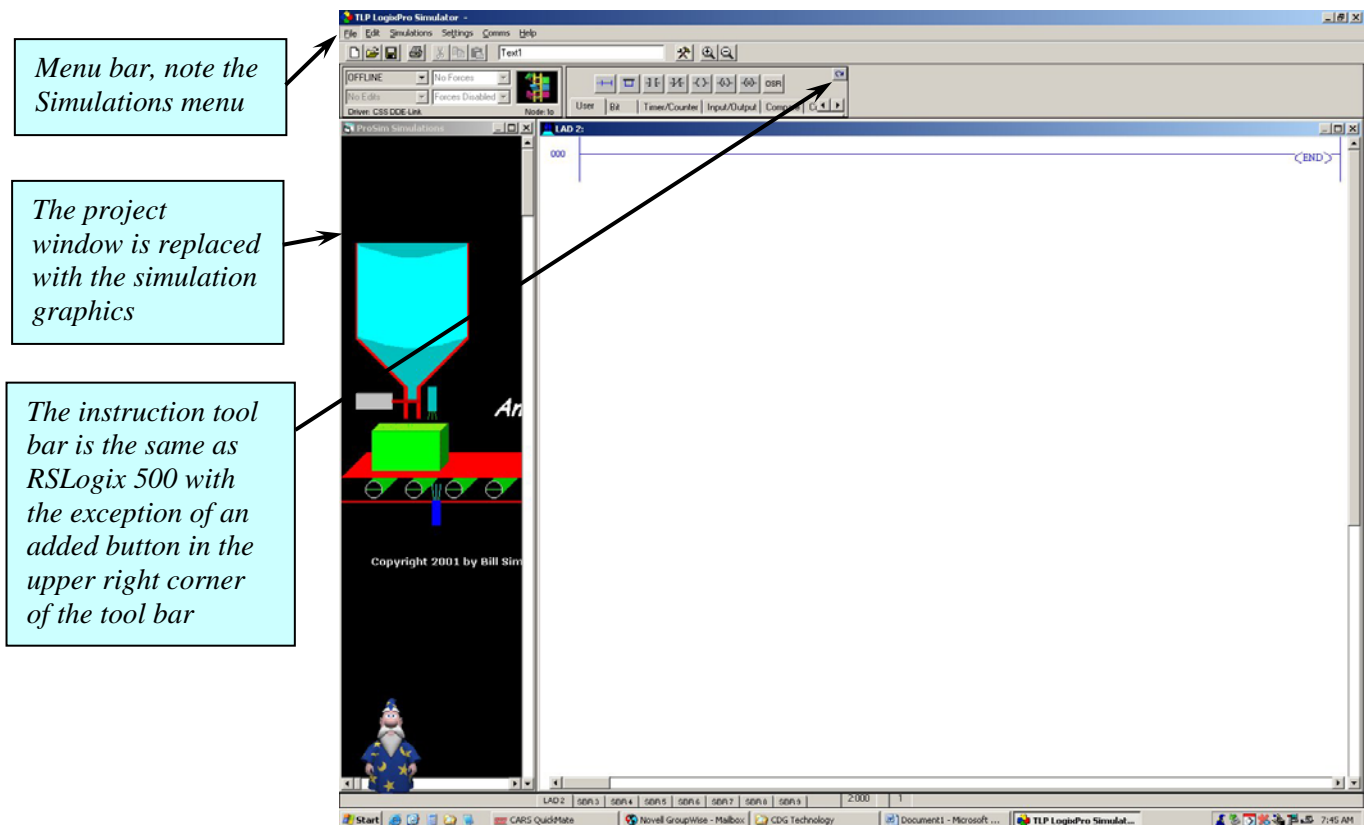 Menu bar, note the
Simulations menu
The project
window is replaced
with the simulation
graphics
The instruction tool
bar is the same as
RSLogix 500 with
the exception of an
added button in the
upper right corner
of the tool bar
TLP LogixPro Simulator -
File Edit Simulations Settings Comms Help
Text1
OFFLINE No Forces
No Edits Forces Disabled
Driver: CSS DDE-Link Node: 1o
OSR
User Bit Timer/Counter Input/Output Compare
ProSim Simulations
LAD 2:
000
END
An
Copyright 2001 by Bill Sim
LAD 2 SBR 3 SBR 4 SBR 5 SBR 6 SBR 7 SBR 8 SBR 9 2:000 1
Start CARS QuickMate Novell GroupWise - Mailbox CDG Technology Document1 - Microsoft ... TLP LogixPro Simulat... 7:45 AM